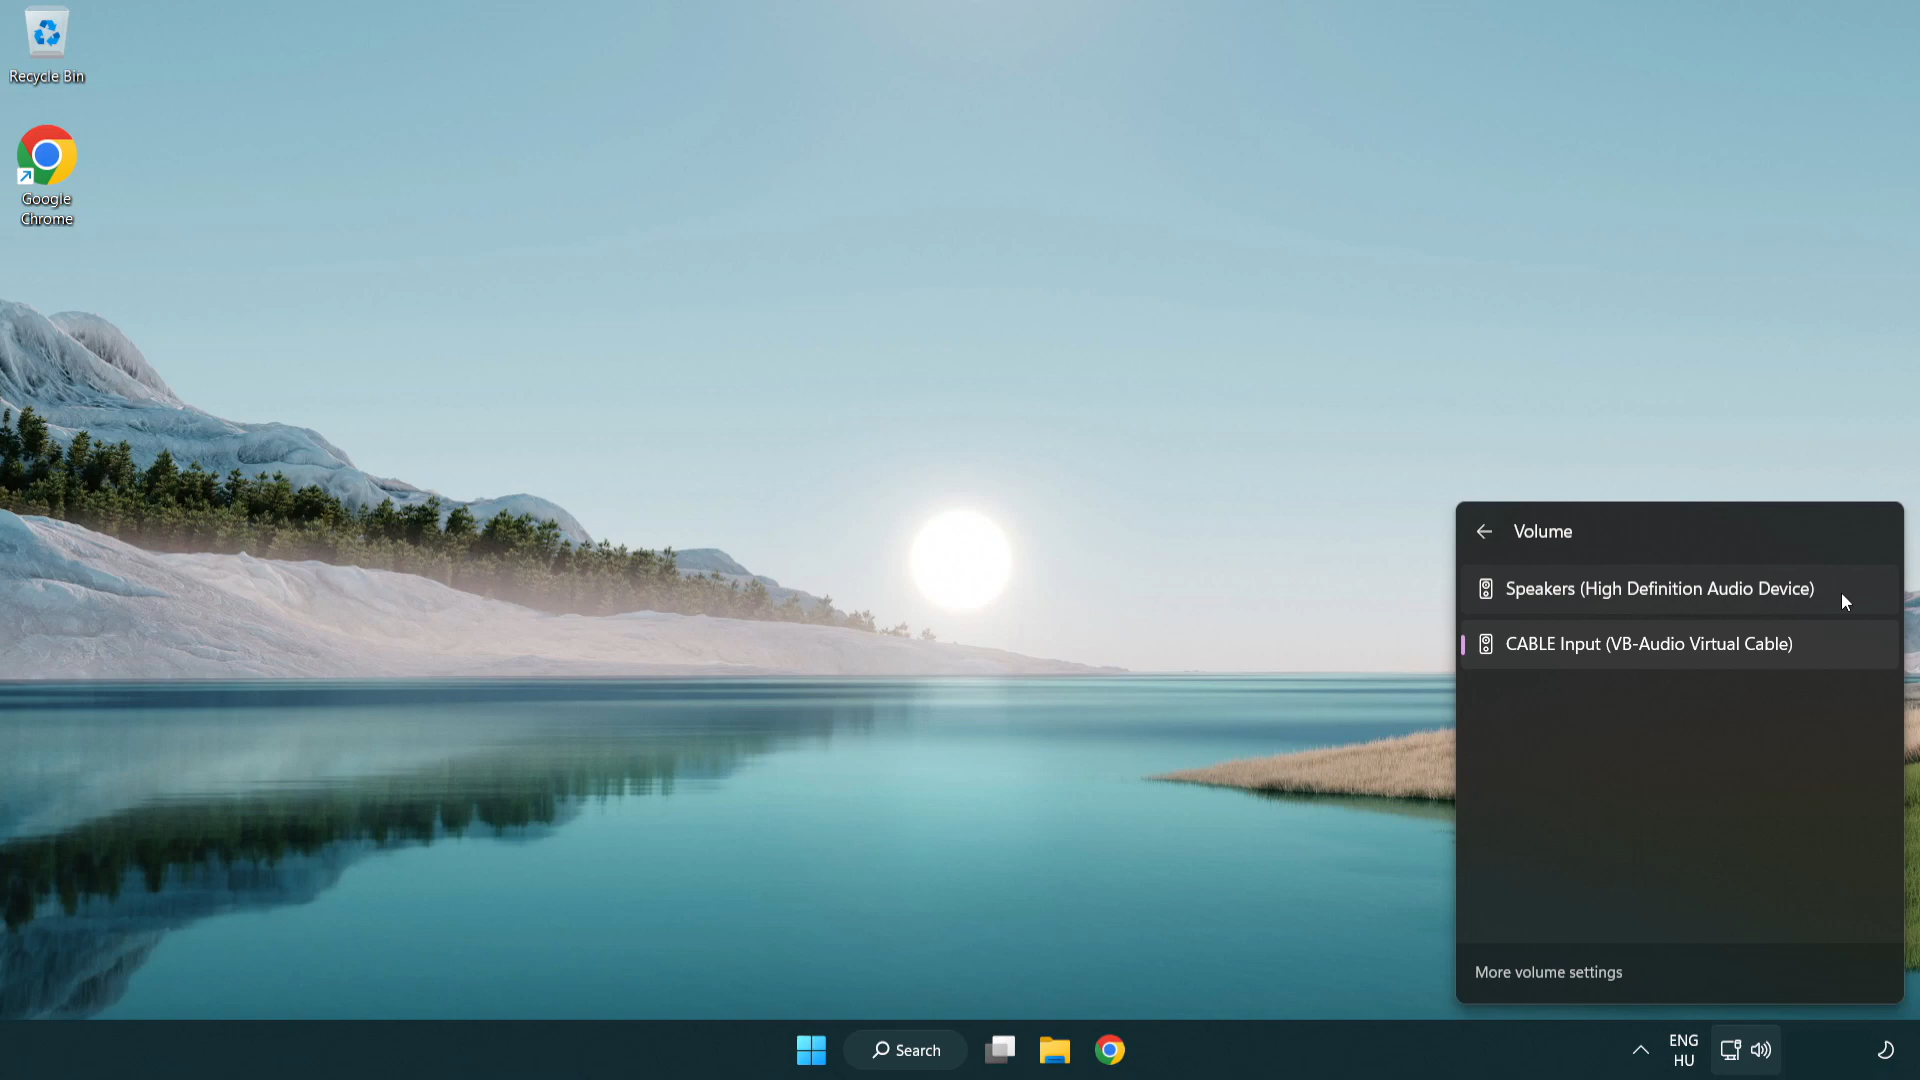 Recycle Bin
Google
Chrome
Volume
Speakers (High Definition Audio Device)
CABLE Input (VB-Audio Virtual Cable)
More volume settings
Search
ENG
HU